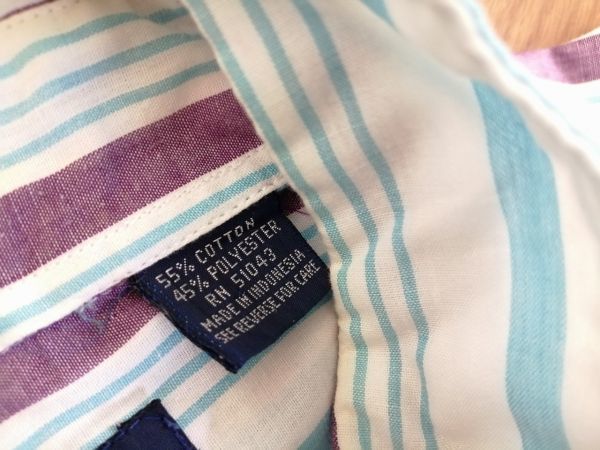 55% COTTON
45% POLYESTER
RN 51043
MADE IN INDONESIA
SEE REVERSE FOR CARE